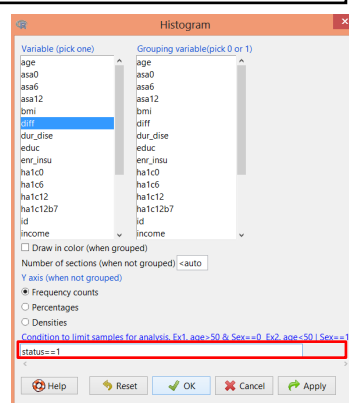 Histogram
Variable (pick one)
Grouping variable(pick 0 or 1)
age
asa0
asa6
asa12
bmi
diff
dur_dise
educ
enr_insu
ha1c0
ha1c6
ha1c12
ha1c12b7
id
income
age
asa0
asa6
asa12
bmi
diff
dur_dise
educ
enr_insu
ha1c0
ha1c6
ha1c12
ha1c12b7
id
income
Draw in color (when grouped)
Number of sections (when not grouped) <auto
Y axis (when not grouped)
Frequency counts
Percentages
Densities
Condition to limit samples for analysis. Ex1. age>50 & Sex==0 Ex2. age<50 | Sex==1
status==1
Help Reset OK Cancel Apply